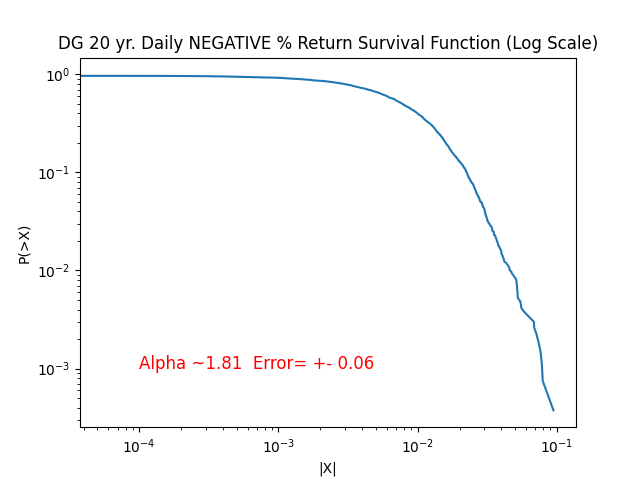 DG 20 yr. Daily NEGATIVE % Return Survival Function (Log Scale)
10⁰
10⁻¹
10⁻²
10⁻³
P(>X)
Alpha ~1.81  Error= +- 0.06
10⁻⁴ 10⁻³ 10⁻² 10⁻¹
|X|